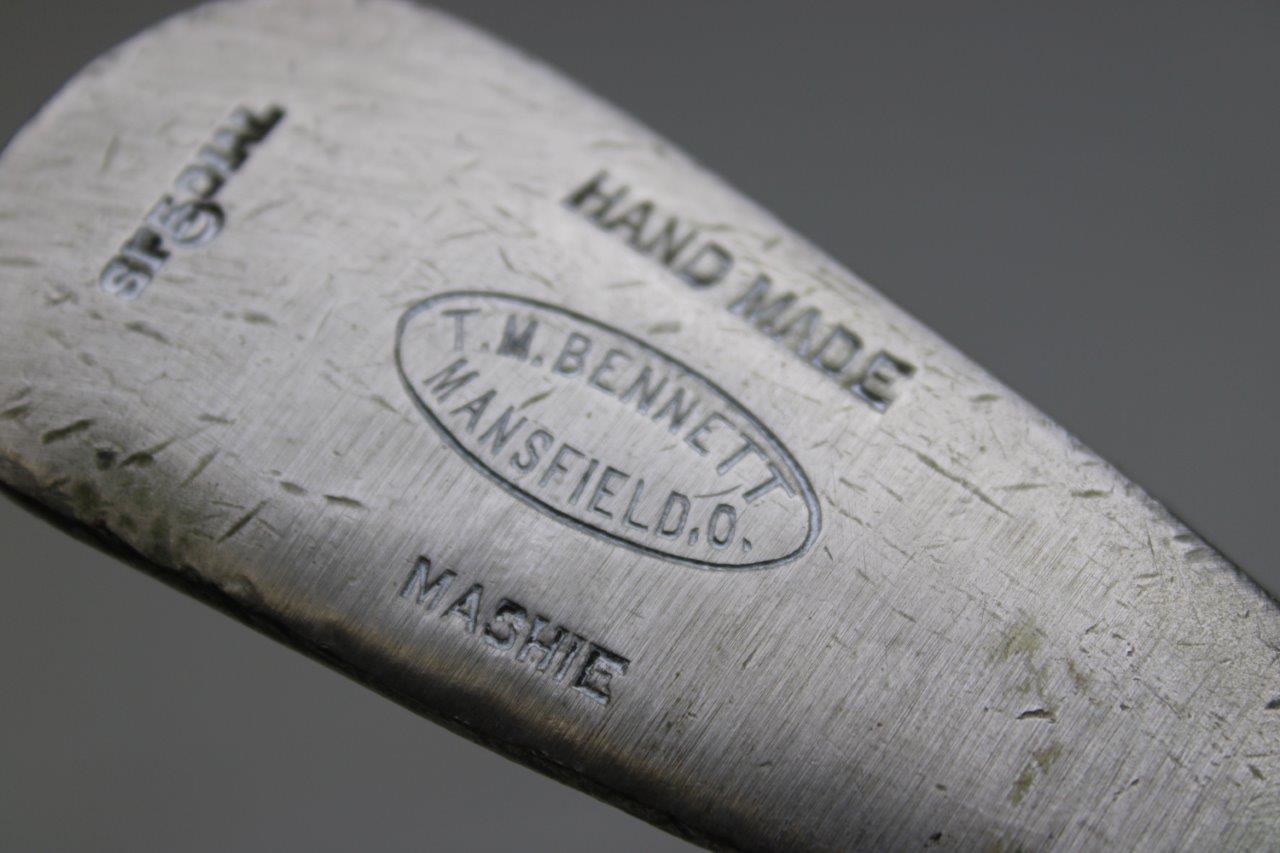 SPECIAL
HAND MADE
T. M. BENNETT
MANSFIELD, O.
MASHIE